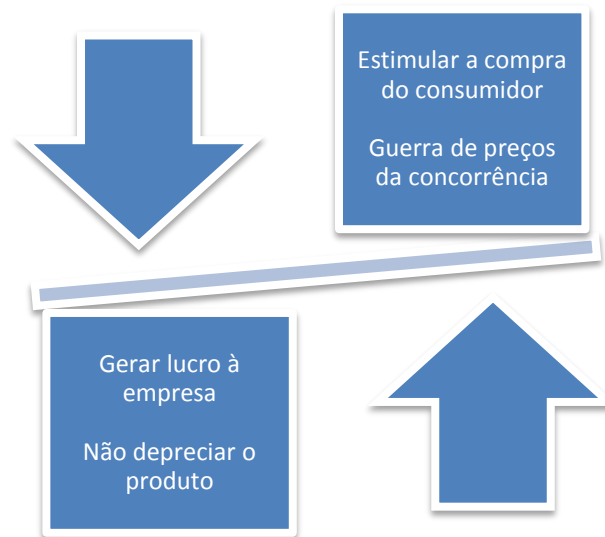 Estimular a compra
do consumidor
Guerra de preços
da concorrência
Gerar lucro à
empresa
Não depreciar o
produto